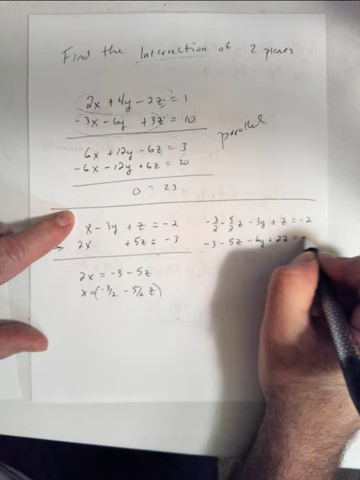 Find the Intersection of 2 planes
2x + 4y - 2z = 1
-3x - 6y + 3z = 10
parallel
6x + 12y - 6z = 3
-6x - 12y + 6z = 20
0 = 23
x - 3y + z = -2
2x + 5z = -3
2x = -3 - 5z
x = (-3/2 - 5/2 z)
-3/2 - 5/2 z - 3y + z = -2
-3 - 5z - 6y + 2z =